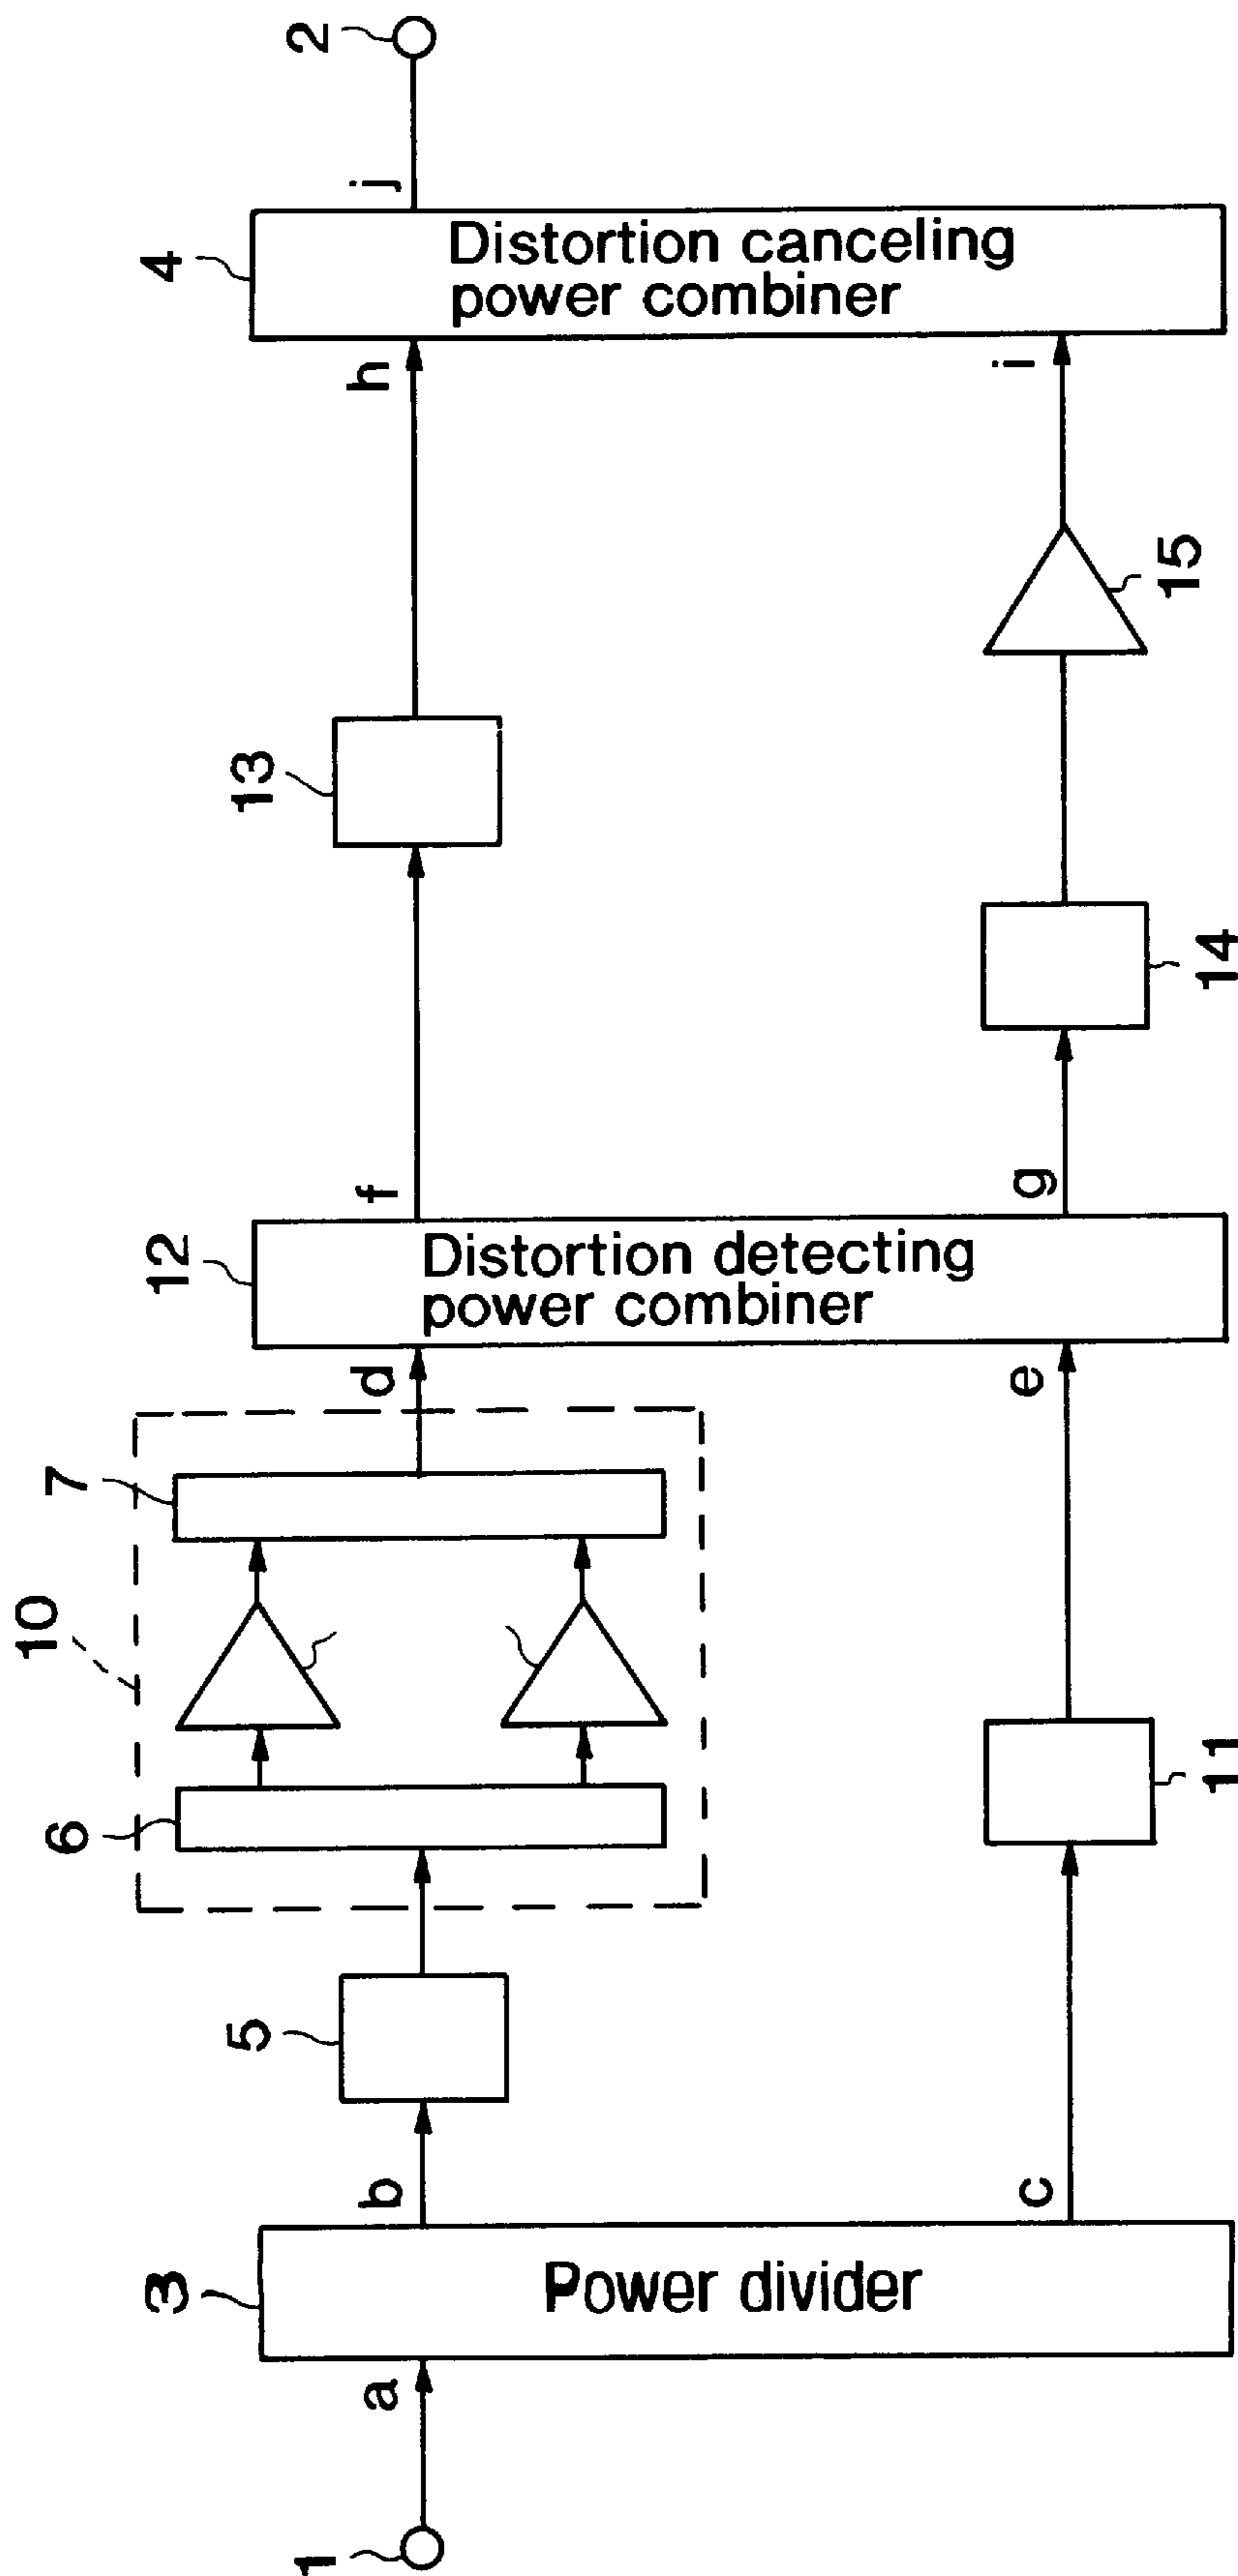 1
a
3
Power divider
b
c
5
11
10
6
7
d
e
12
Distortion detecting
power combiner
f
g
13
14
15
h
i
4
Distortion canceling
power combiner
j
2